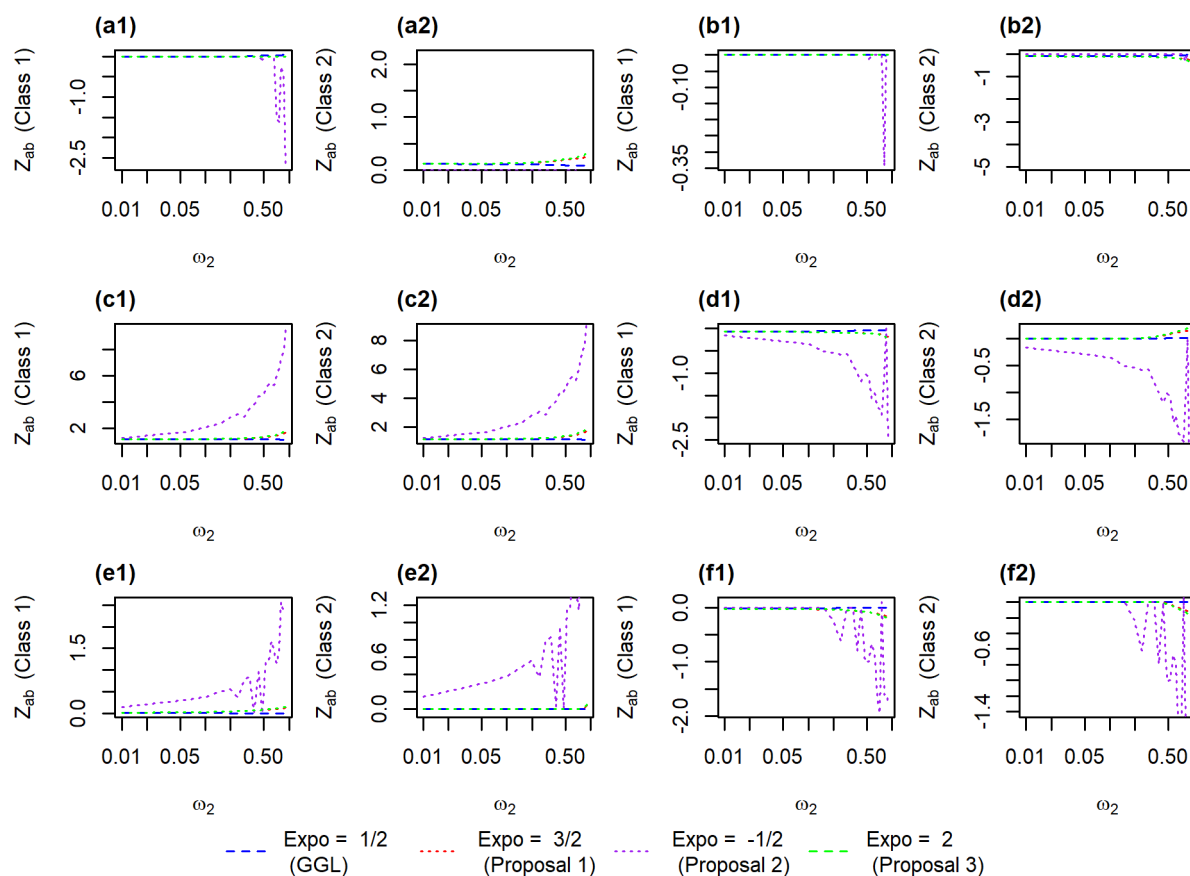 (a1) (a2) (b1) (b2)
Z_ab (Class 1) Z_ab (Class 2) Z_ab (Class 1) Z_ab (Class 2)
-2.5 -1.0
0.0 1.0 2.0
-0.35 -0.10
-5 -3 -1
0.01 0.05 0.50 0.01 0.05 0.50 0.01 0.05 0.50 0.01 0.05 0.50
ω₂ ω₂ ω₂ ω₂
(c1) (c2) (d1) (d2)
Z_ab (Class 1) Z_ab (Class 2) Z_ab (Class 1) Z_ab (Class 2)
2 6
2 4 6 8
-2.5 -1.0
-1.5 -0.5
0.01 0.05 0.50 0.01 0.05 0.50 0.01 0.05 0.50 0.01 0.05 0.50
ω₂ ω₂ ω₂ ω₂
(e1) (e2) (f1) (f2)
Z_ab (Class 1) Z_ab (Class 2) Z_ab (Class 1) Z_ab (Class 2)
0.0 1.5
0.0 0.6 1.2
-2.0 -1.0 0.0
-1.4 -0.6
0.01 0.05 0.50 0.01 0.05 0.50 0.01 0.05 0.50 0.01 0.05 0.50
ω₂ ω₂ ω₂ ω₂
Expo = 1/2 Expo = 3/2 Expo = -1/2 Expo = 2
(GGL) (Proposal 1) (Proposal 2) (Proposal 3)